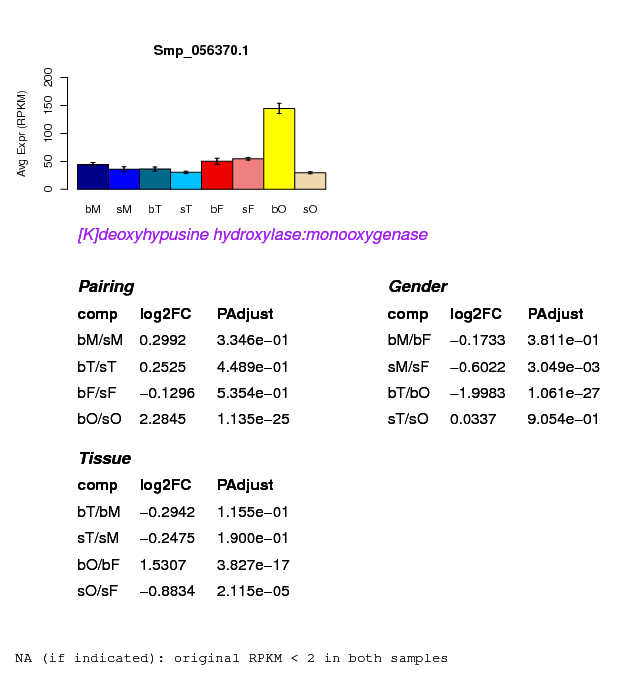 Smp_056370.1
Avg Expr (RPKM)
0 50 100 150 200
bM sM bT sT bF sF bO sO
[K]deoxyhypusine hydroxylase:monooxygenase
Pairing
comp log2FC PAdjust
bM/sM 0.2992 3.346e−01
bT/sT 0.2525 4.489e−01
bF/sF −0.1296 5.354e−01
bO/sO 2.2845 1.135e−25
Gender
comp log2FC PAdjust
bM/bF −0.1733 3.811e−01
sM/sF −0.6022 3.049e−03
bT/bO −1.9983 1.061e−27
sT/sO 0.0337 9.054e−01
Tissue
comp log2FC PAdjust
bT/bM −0.2942 1.155e−01
sT/sM −0.2475 1.900e−01
bO/bF 1.5307 3.827e−17
sO/sF −0.8834 2.115e−05
NA (if indicated): original RPKM < 2 in both samples